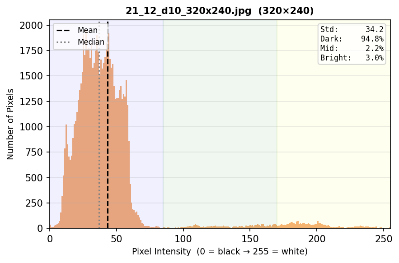 21_12_d10_320x240.jpg  (320×240)
Mean
Median
Std: 34.2
Dark: 94.8%
Mid: 2.2%
Bright: 3.0%
2000
1750
1500
1250
1000
750
500
250
0
Number of Pixels
0 50 100 150 200 250
Pixel Intensity  (0 = black → 255 = white)